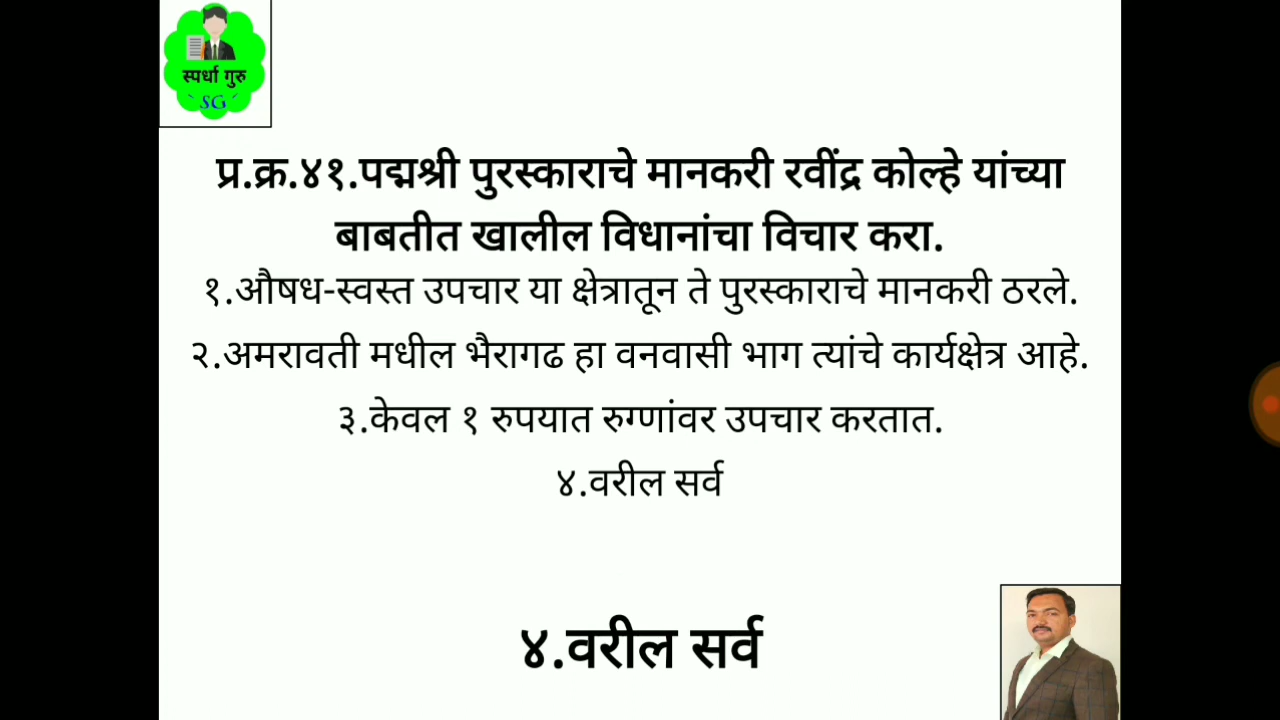 स्पर्धा गुरु
SG
प्र.क्र.४१.पद्मश्री पुरस्काराचे मानकरी रवींद्र कोल्हे यांच्या
बाबतीत खालील विधानांचा विचार करा.
१.औषध-स्वस्त उपचार या क्षेत्रातून ते पुरस्काराचे मानकरी ठरले.
२.अमरावती मधील भैरागढ हा वनवासी भाग त्यांचे कार्यक्षेत्र आहे.
३.केवल १ रुपयात रुग्णांवर उपचार करतात.
४.वरील सर्व
४.वरील सर्व